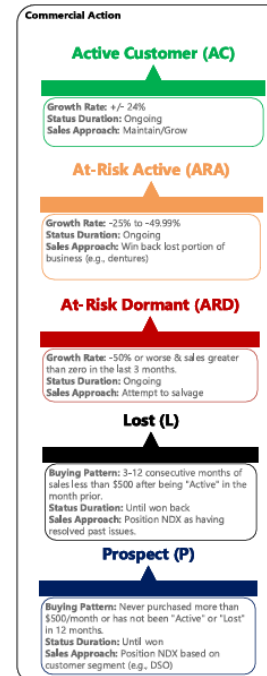 Commercial Action
Active Customer (AC)
Growth Rate: +/- 24%
Status Duration: Ongoing
Sales Approach: Maintain/Grow
At-Risk Active (ARA)
Growth Rate: -25% to -49.99%
Status Duration: Ongoing
Sales Approach: Win back lost portion of
business (e.g., dentures)
At-Risk Dormant (ARD)
Growth Rate: -50% or worse & sales greater
than zero in the last 3 months.
Status Duration: Ongoing
Sales Approach: Attempt to salvage
Lost (L)
Buying Pattern: 3-12 consecutive months of
sales less than $500 after being "Active" in the
month prior.
Status Duration: Until won back
Sales Approach: Position NDX as having
resolved past issues.
Prospect (P)
Buying Pattern: Never purchased more than
$500/month or has not been "Active" or "Lost"
in 12 months.
Status Duration: Until won
Sales Approach: Position NDX based on
customer segment (e.g., DSO)